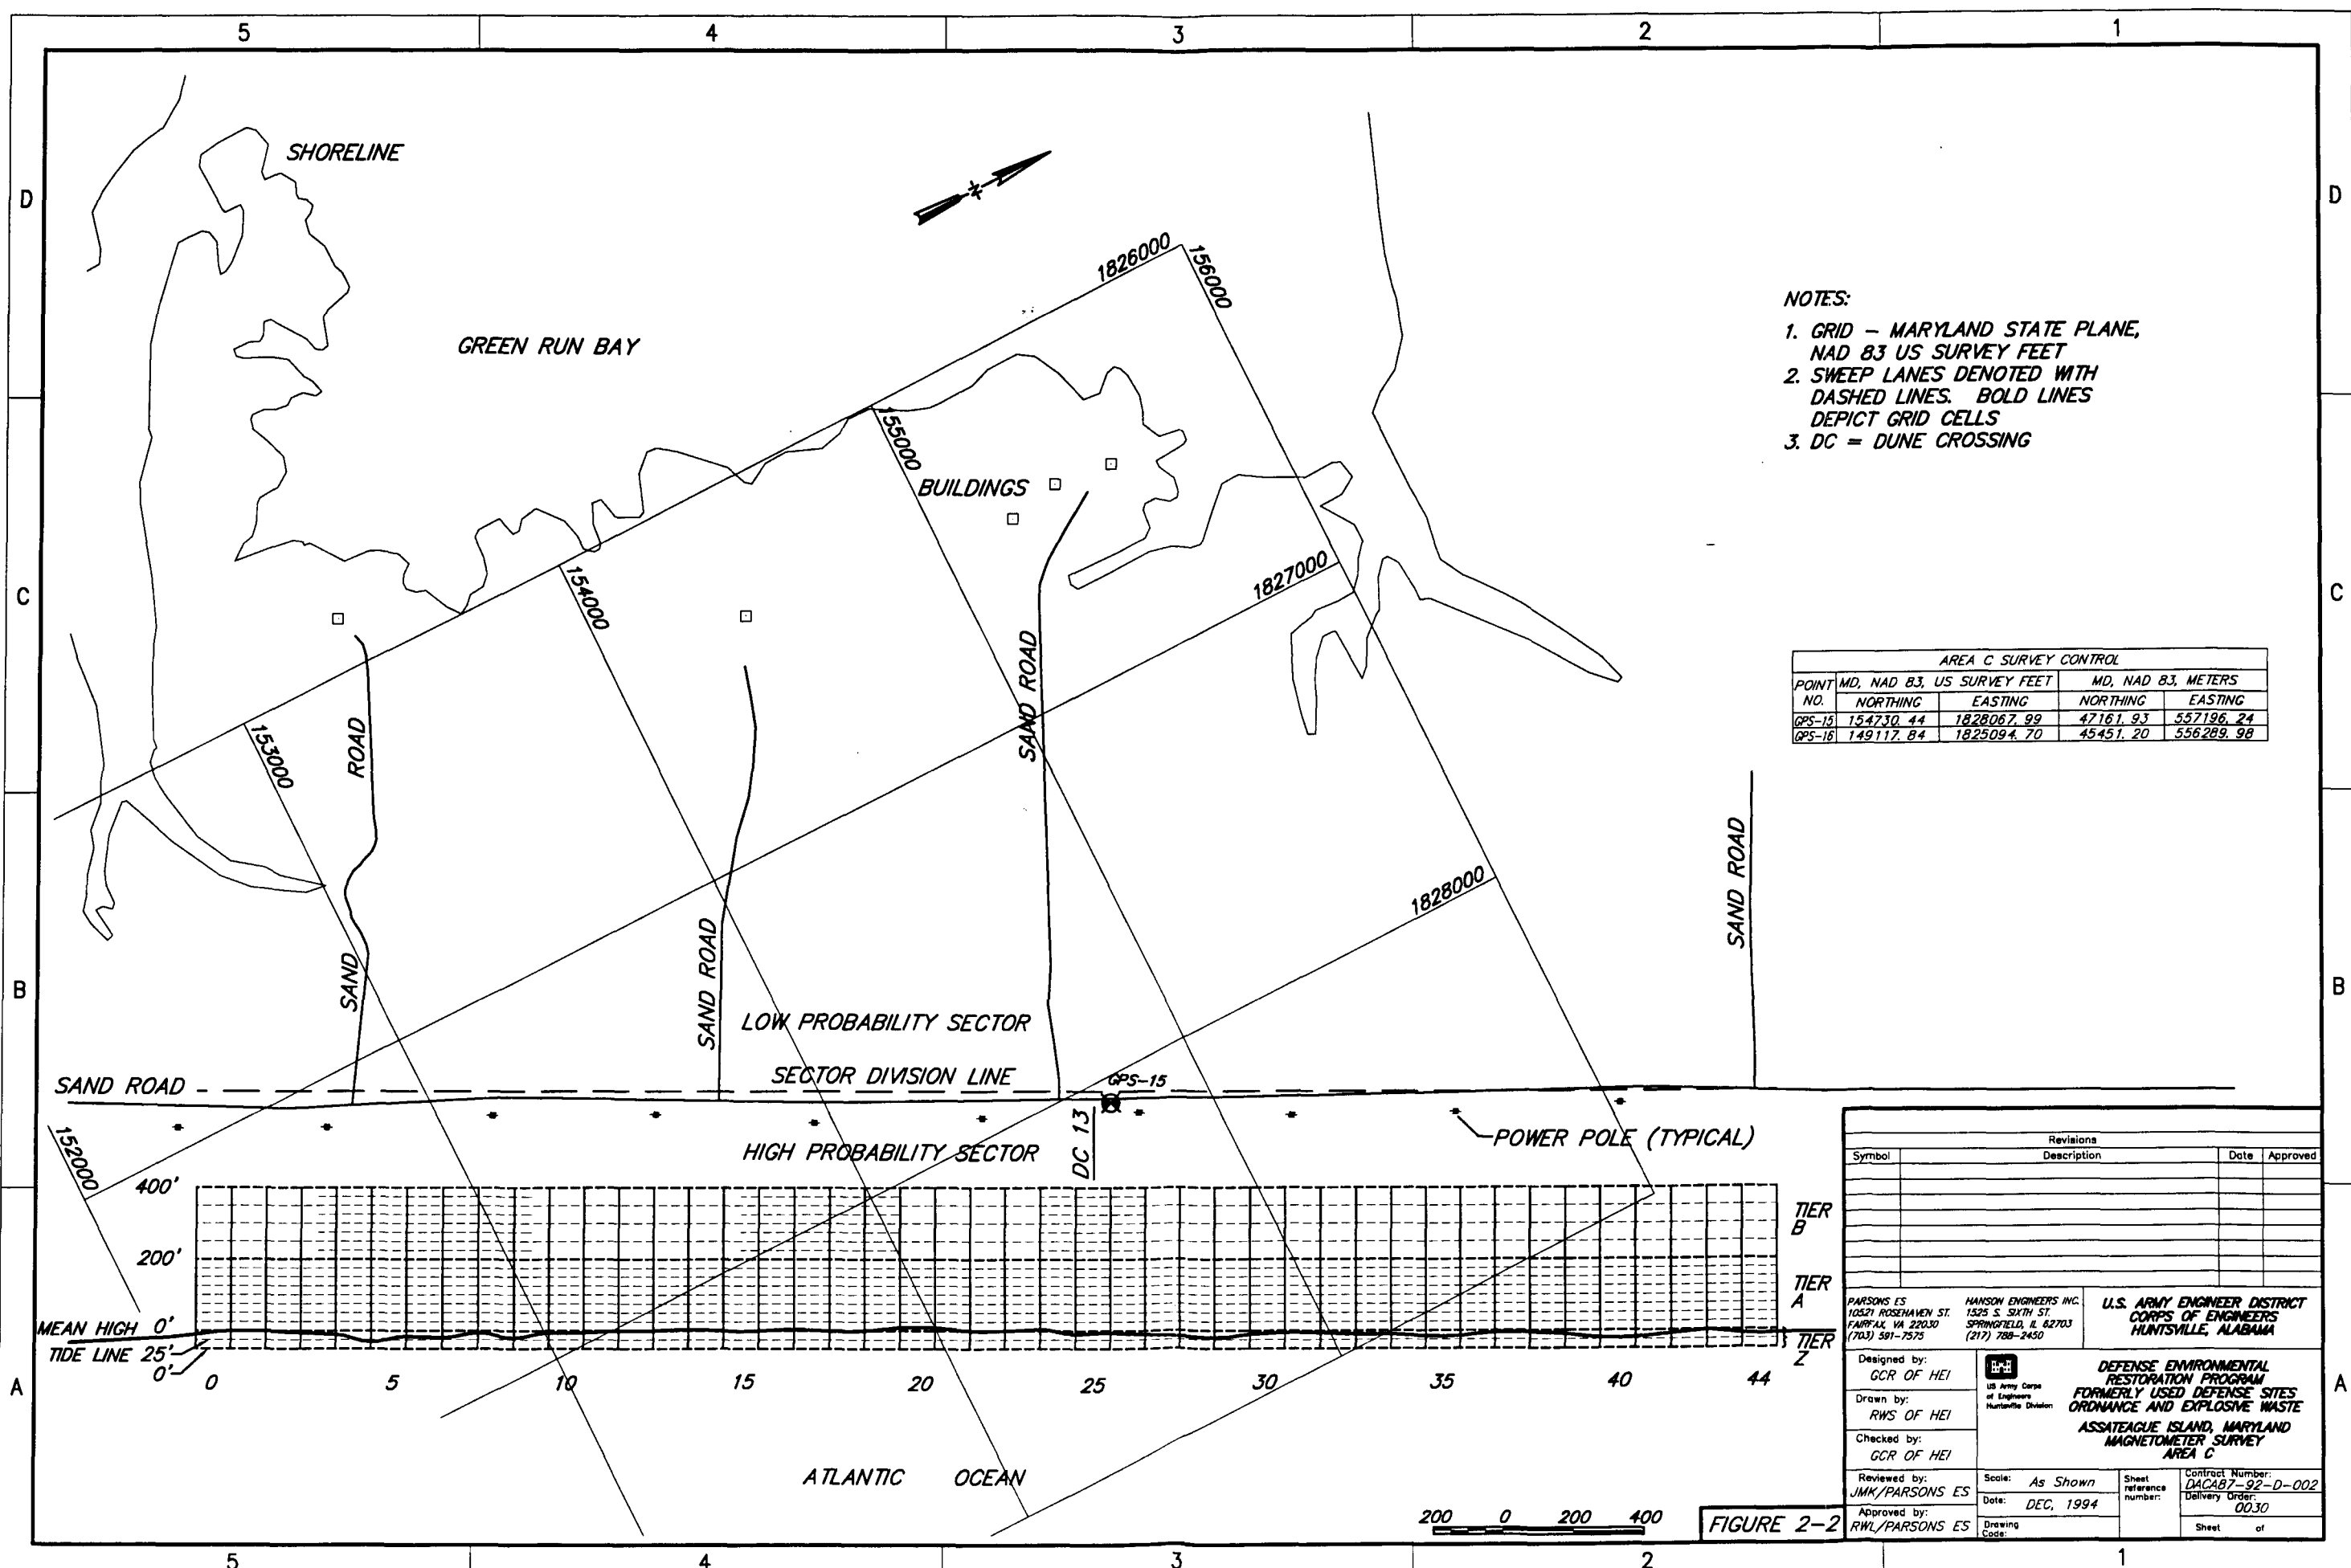 5 4 3 2 1
D
D
C
C
B
B
A
A
SHORELINE
GREEN RUN BAY
N
1826000
156000
155000
154000
153000
152000
1827000
1828000
BUILDINGS
NOTES:
1. GRID - MARYLAND STATE PLANE,
NAD 83 US SURVEY FEET
2. SWEEP LANES DENOTED WITH
DASHED LINES. BOLD LINES
DEPICT GRID CELLS
3. DC = DUNE CROSSING
AREA C SURVEY CONTROL
POINT NO. MD, NAD 83, US SURVEY FEET MD, NAD 83, METERS
NORTHING EASTING NORTHING EASTING
GPS-15 154730.44 1828067.99 47161.93 557196.24
GPS-16 149117.84 1825094.70 45451.20 556289.98
SAND ROAD
SAND ROAD
SAND ROAD
SAND ROAD
LOW PROBABILITY SECTOR
SAND ROAD
SECTOR DIVISION LINE
GPS-15
DC 13
HIGH PROBABILITY SECTOR
POWER POLE (TYPICAL)
400'
200'
MEAN HIGH 0'
TIDE LINE 25'
0'
TIER
B
TIER
A
TIER
Z
0 5 10 15 20 25 30 35 40 44
ATLANTIC OCEAN
200 0 200 400
FIGURE 2-2
Revisions
Symbol Description Date Approved
PARSONS ES
10521 ROSEHAVEN ST.
FAIRFAX, VA 22030
(703) 591-7575
HANSON ENGINEERS INC.
1525 S. SIXTH ST.
SPRINGFIELD, IL 62703
(217) 788-2450
U.S. ARMY ENGINEER DISTRICT
CORPS OF ENGINEERS
HUNTSVILLE, ALABAMA
Designed by:
GCR OF HEI
Drawn by:
RWS OF HEI
Checked by:
GCR OF HEI
Reviewed by:
JMK/PARSONS ES
Approved by:
RWL/PARSONS ES
US Army Corps
of Engineers
Huntsville Division
DEFENSE ENVIRONMENTAL
RESTORATION PROGRAM
FORMERLY USED DEFENSE SITES
ORDNANCE AND EXPLOSIVE WASTE
ASSATEAGUE ISLAND, MARYLAND
MAGNETOMETER SURVEY
AREA C
Scale: As Shown
Date: DEC, 1994
Drawing
Code:
Sheet
reference
number:
Contract Number:
DACA87-92-D-002
Delivery Order:
0030
Sheet of
5 4 3 2 1